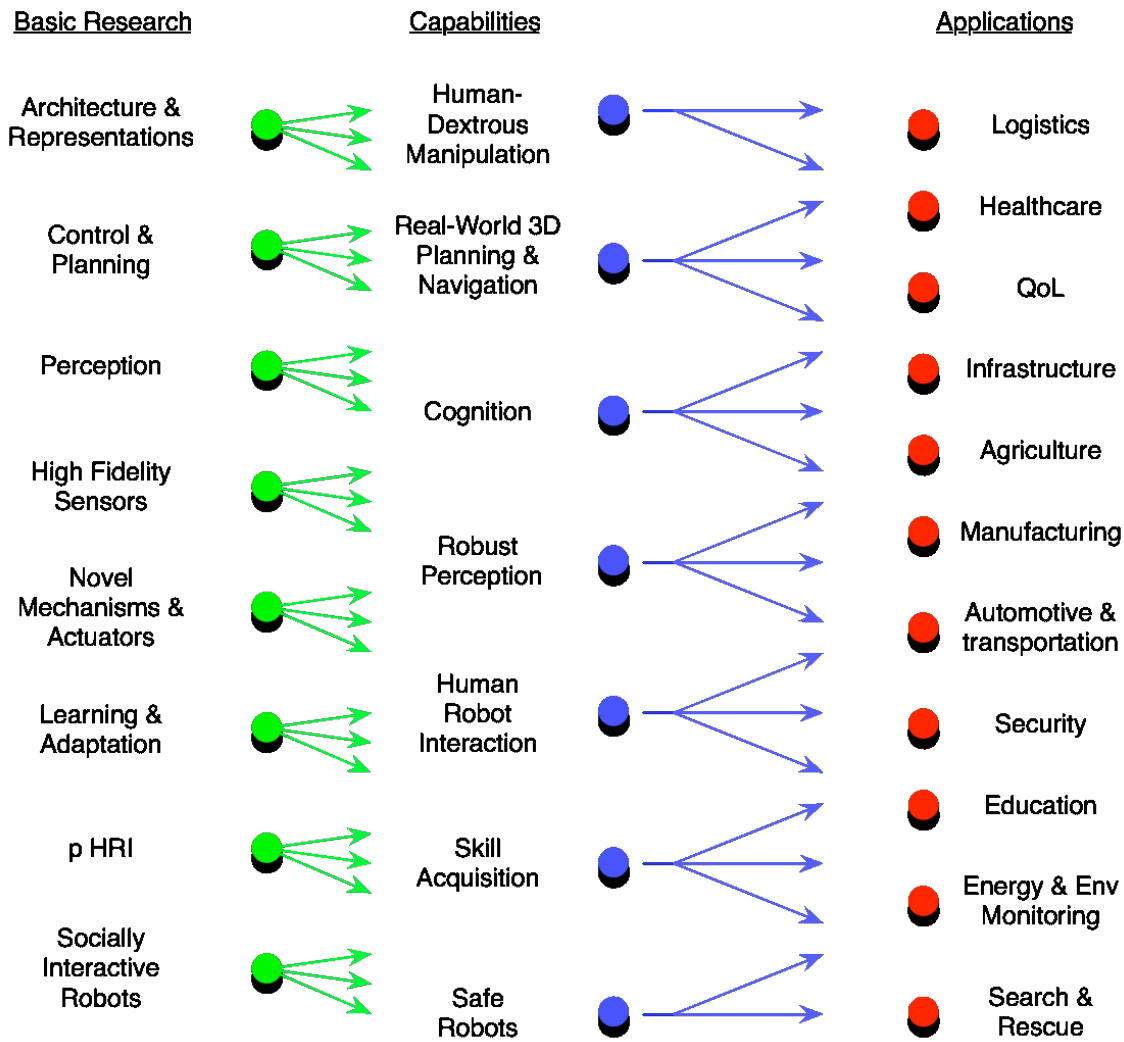 Basic Research
Capabilities
Applications
Architecture &
Representations
Control &
Planning
Perception
High Fidelity
Sensors
Novel
Mechanisms &
Actuators
Learning &
Adaptation
p HRI
Socially
Interactive
Robots
Human-
Dextrous
Manipulation
Real-World 3D
Planning &
Navigation
Cognition
Robust
Perception
Human
Robot
Interaction
Skill
Acquisition
Safe
Robots
Logistics
Healthcare
QoL
Infrastructure
Agriculture
Manufacturing
Automotive &
transportation
Security
Education
Energy & Env
Monitoring
Search &
Rescue